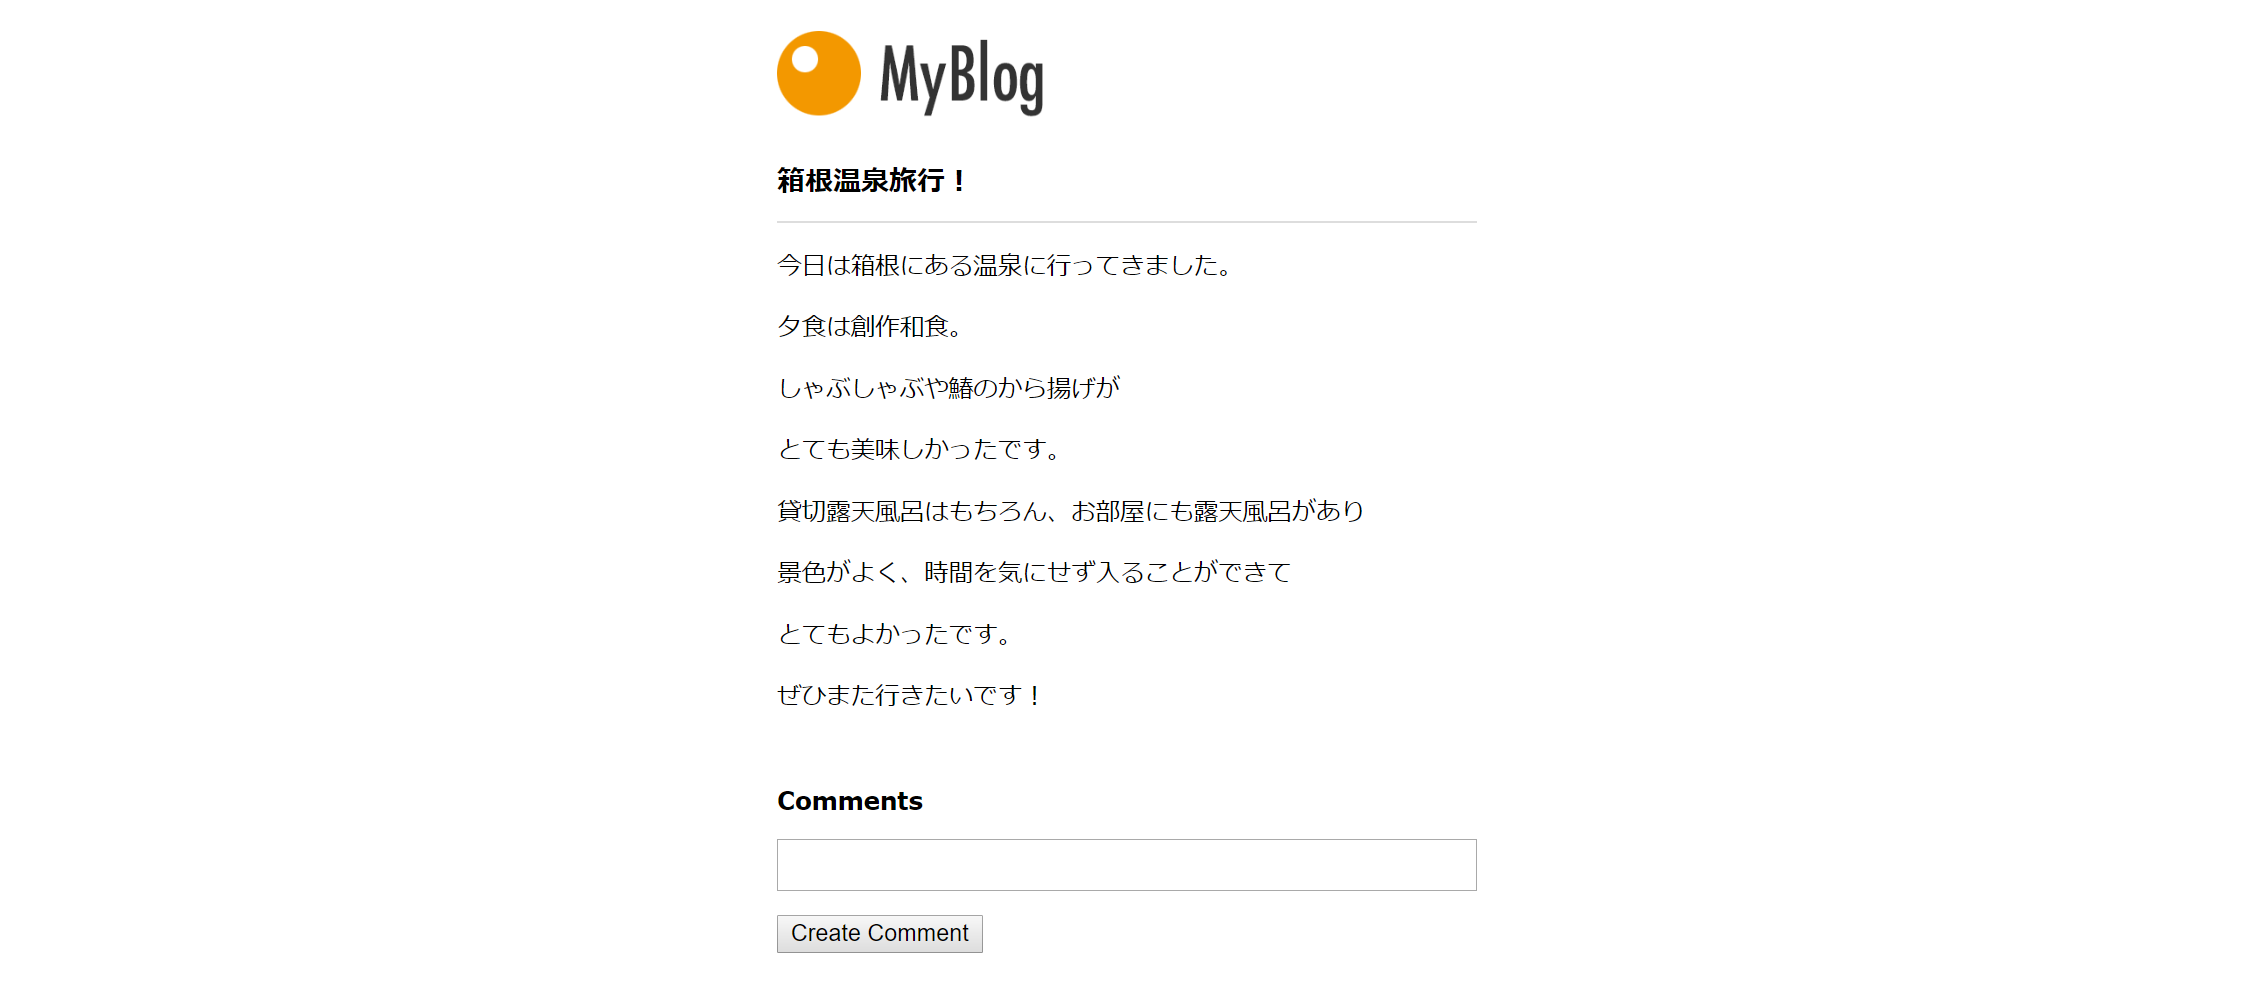 MyBlog
箱根温泉旅行！
今日は箱根にある温泉に行ってきました。
夕食は創作和食。
しゃぶしゃぶや鰆のから揚げが
とても美味しかったです。
貸切露天風呂はもちろん、お部屋にも露天風呂があり
景色がよく、時間を気にせず入ることができて
とてもよかったです。
ぜひまた行きたいです！
Comments
Create Comment